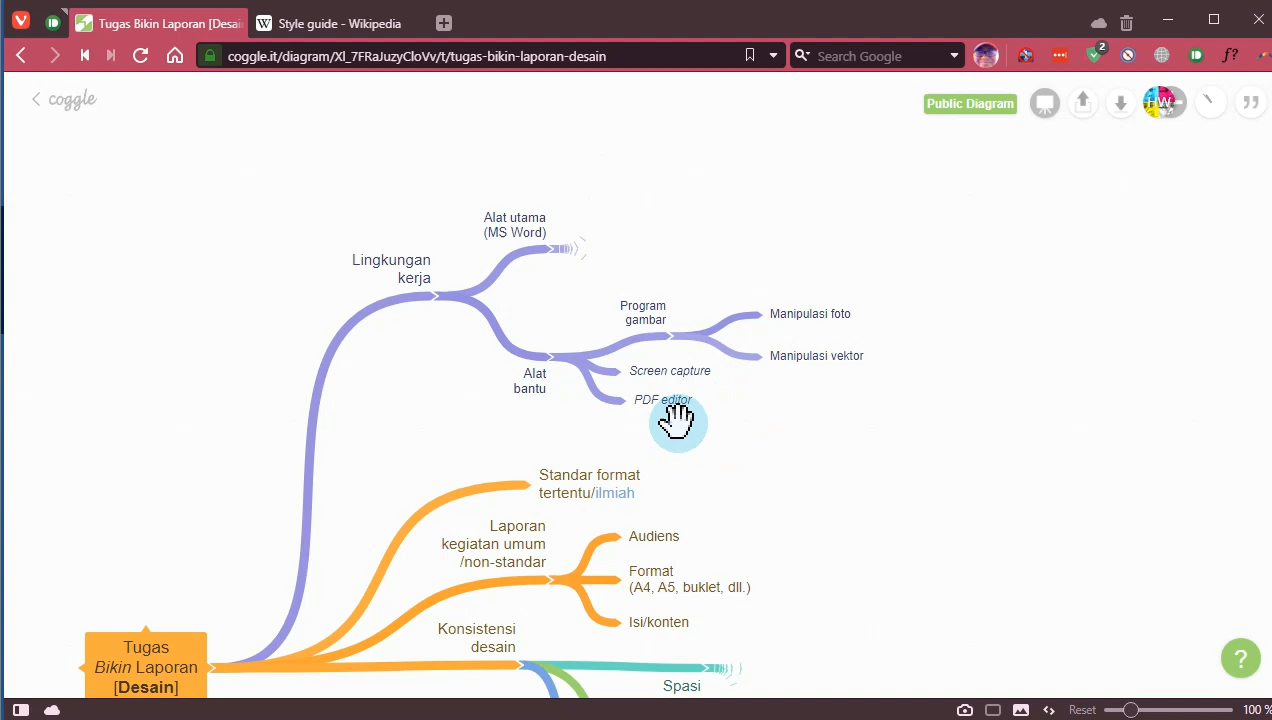 Tugas Bikin Laporan [Desai
Style guide - Wikipedia
coggle.it/diagram/Xl_7FRaJuzyCloVv/t/tugas-bikin-laporan-desain
Search Google
2
f?
coggle
Public Diagram
HW
Alat utama
(MS Word)
Lingkungan
kerja
Program
gambar
Manipulasi foto
Manipulasi vektor
Alat
bantu
Screen capture
PDF editor
Standar format
tertentu/ilmiah
Laporan
kegiatan umum
/non-standar
Audiens
Format
(A4, A5, buklet, dll.)
Isi/konten
Konsistensi
desain
Spasi
Tugas
Bikin Laporan
[Desain]
?
Reset
100 %